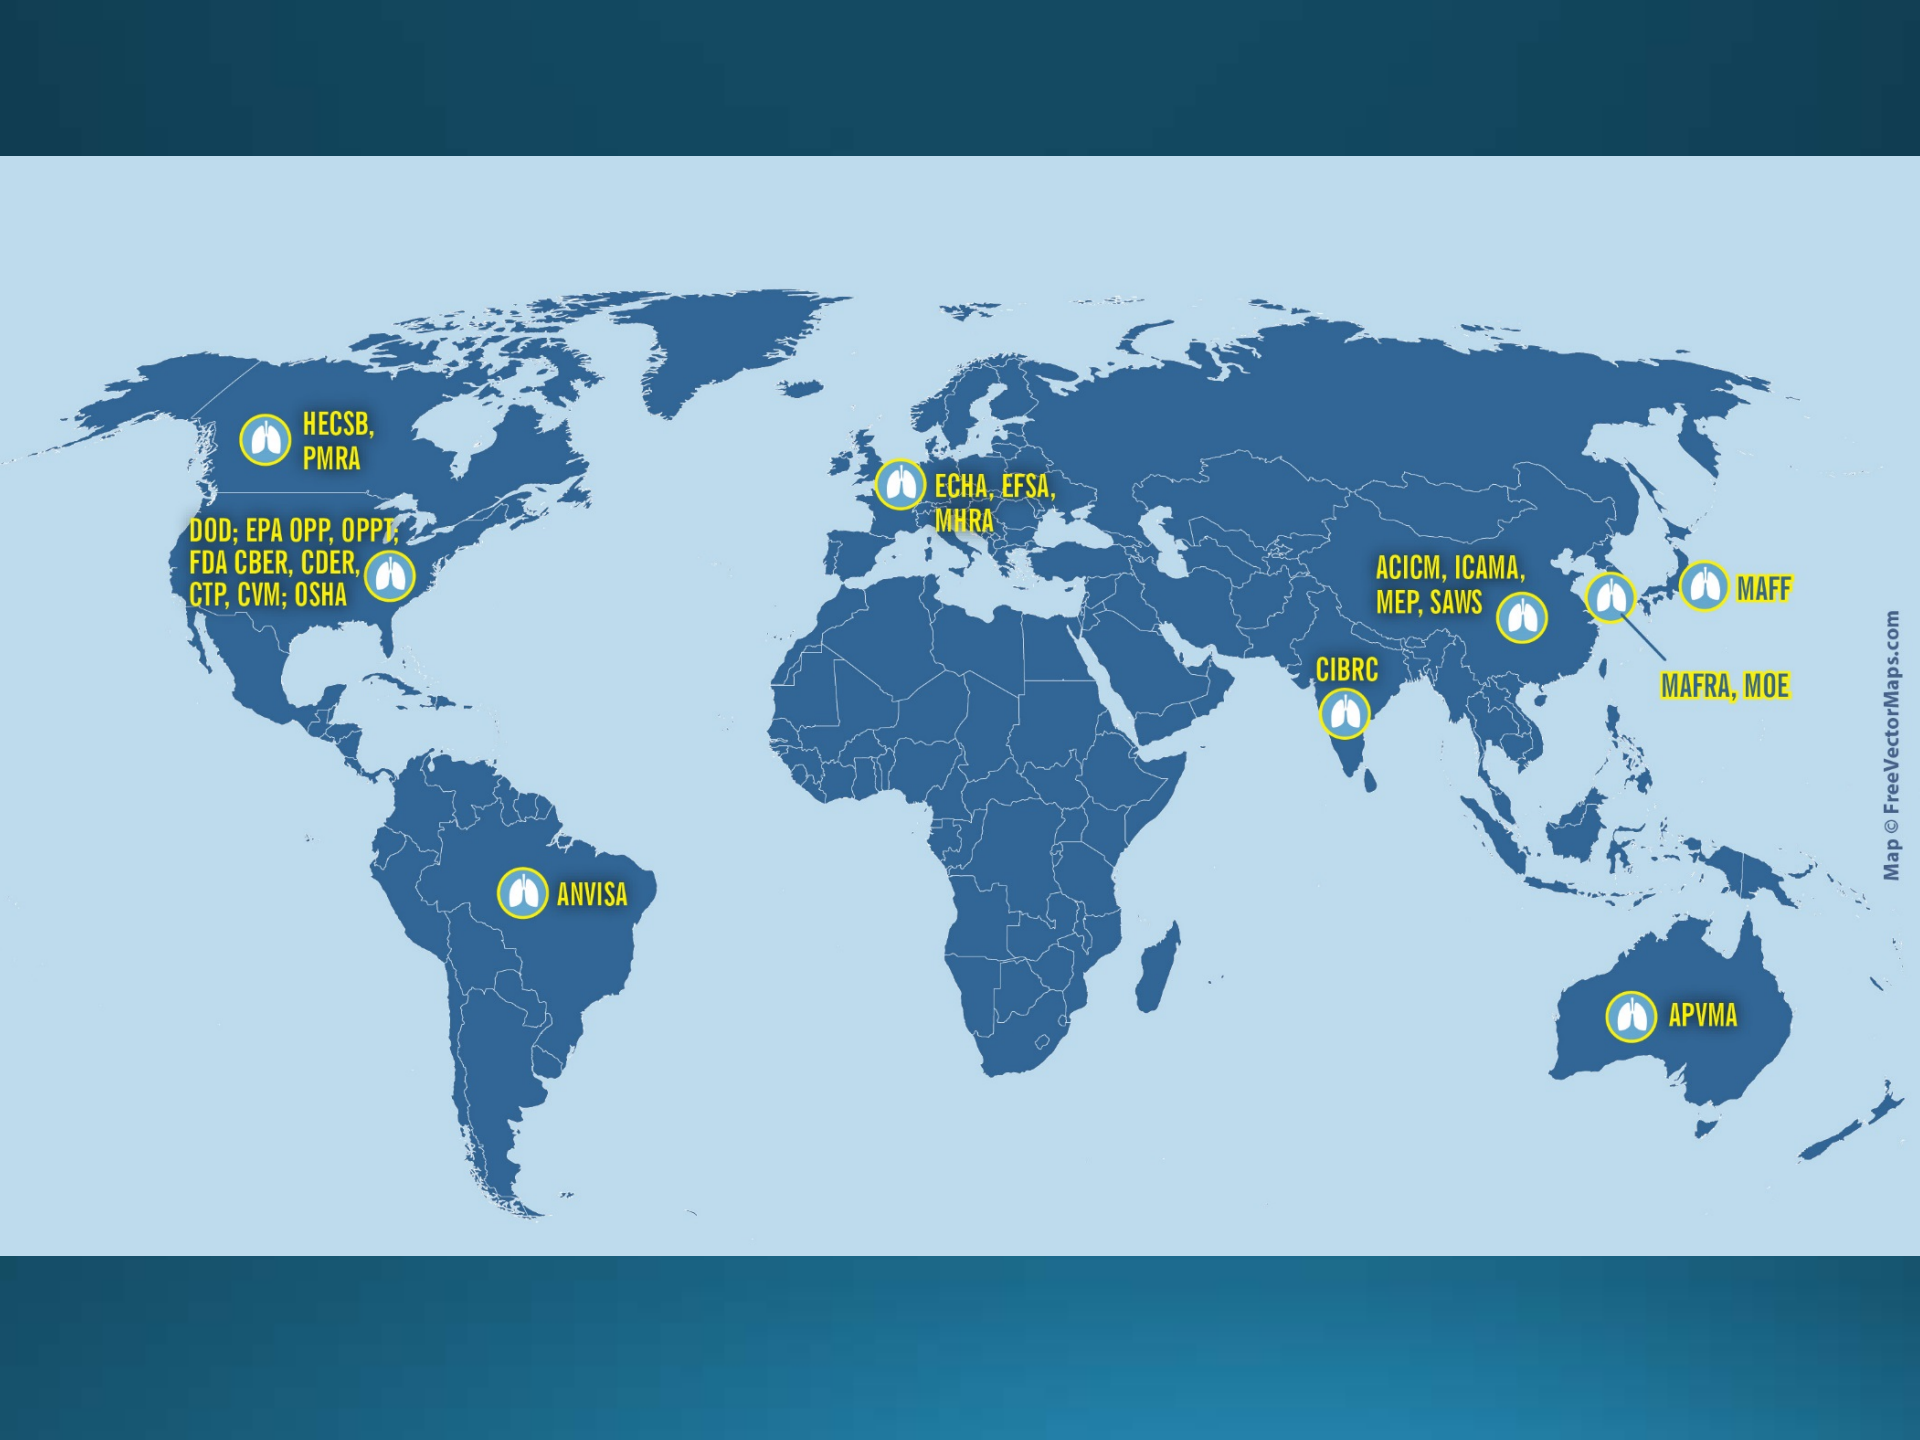 HECSB,
PMRA
DOD; EPA OPP, OPPT;
FDA CBER, CDER,
CTP, CVM; OSHA
ECHA, EFSA,
MHRA
ACICM, ICAMA,
MEP, SAWS
MAFF
MAFRA, MOE
CIBRC
ANVISA
APVMA
Map © FreeVectorMaps.com